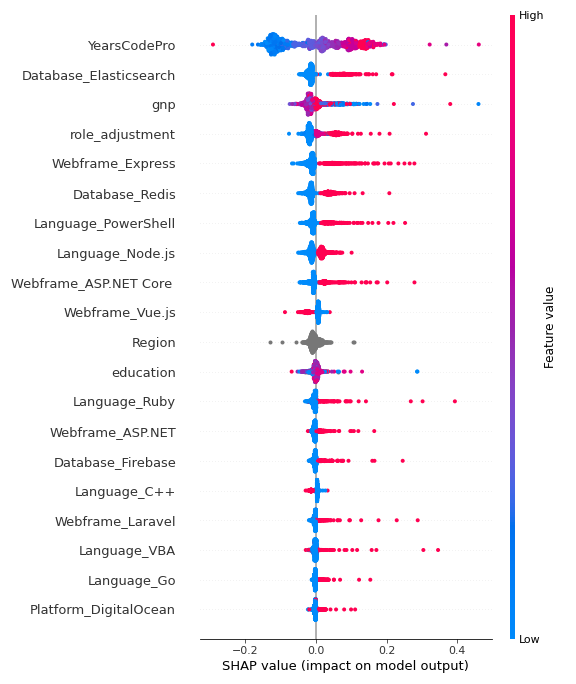 High
YearsCodePro
Database_Elasticsearch
gnp
role_adjustment
Webframe_Express
Database_Redis
Language_PowerShell
Language_Node.js
Webframe_ASP.NET Core
Webframe_Vue.js
Region
education
Language_Ruby
Webframe_ASP.NET
Database_Firebase
Language_C++
Webframe_Laravel
Language_VBA
Language_Go
Platform_DigitalOcean
Feature value
Low
−0.2 0.0 0.2 0.4
SHAP value (impact on model output)